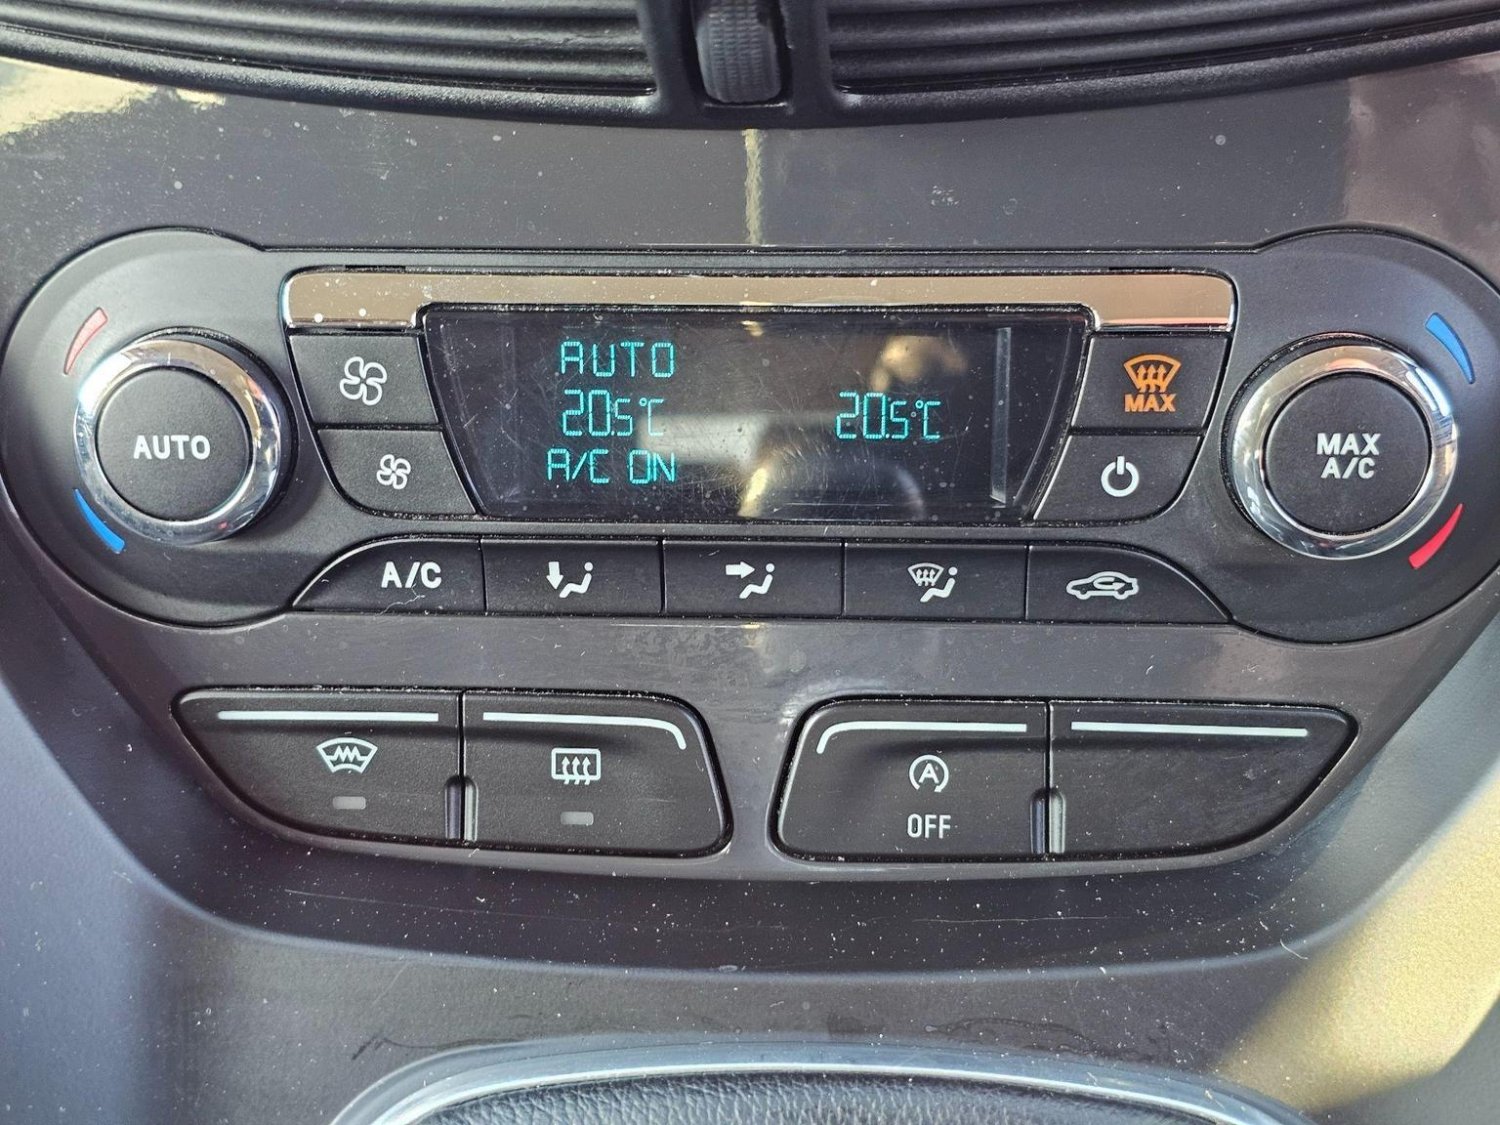 AUTO
20.5°C 20.5°C
A/C ON
MAX
AUTO
MAX
A/C
A/C
A
OFF